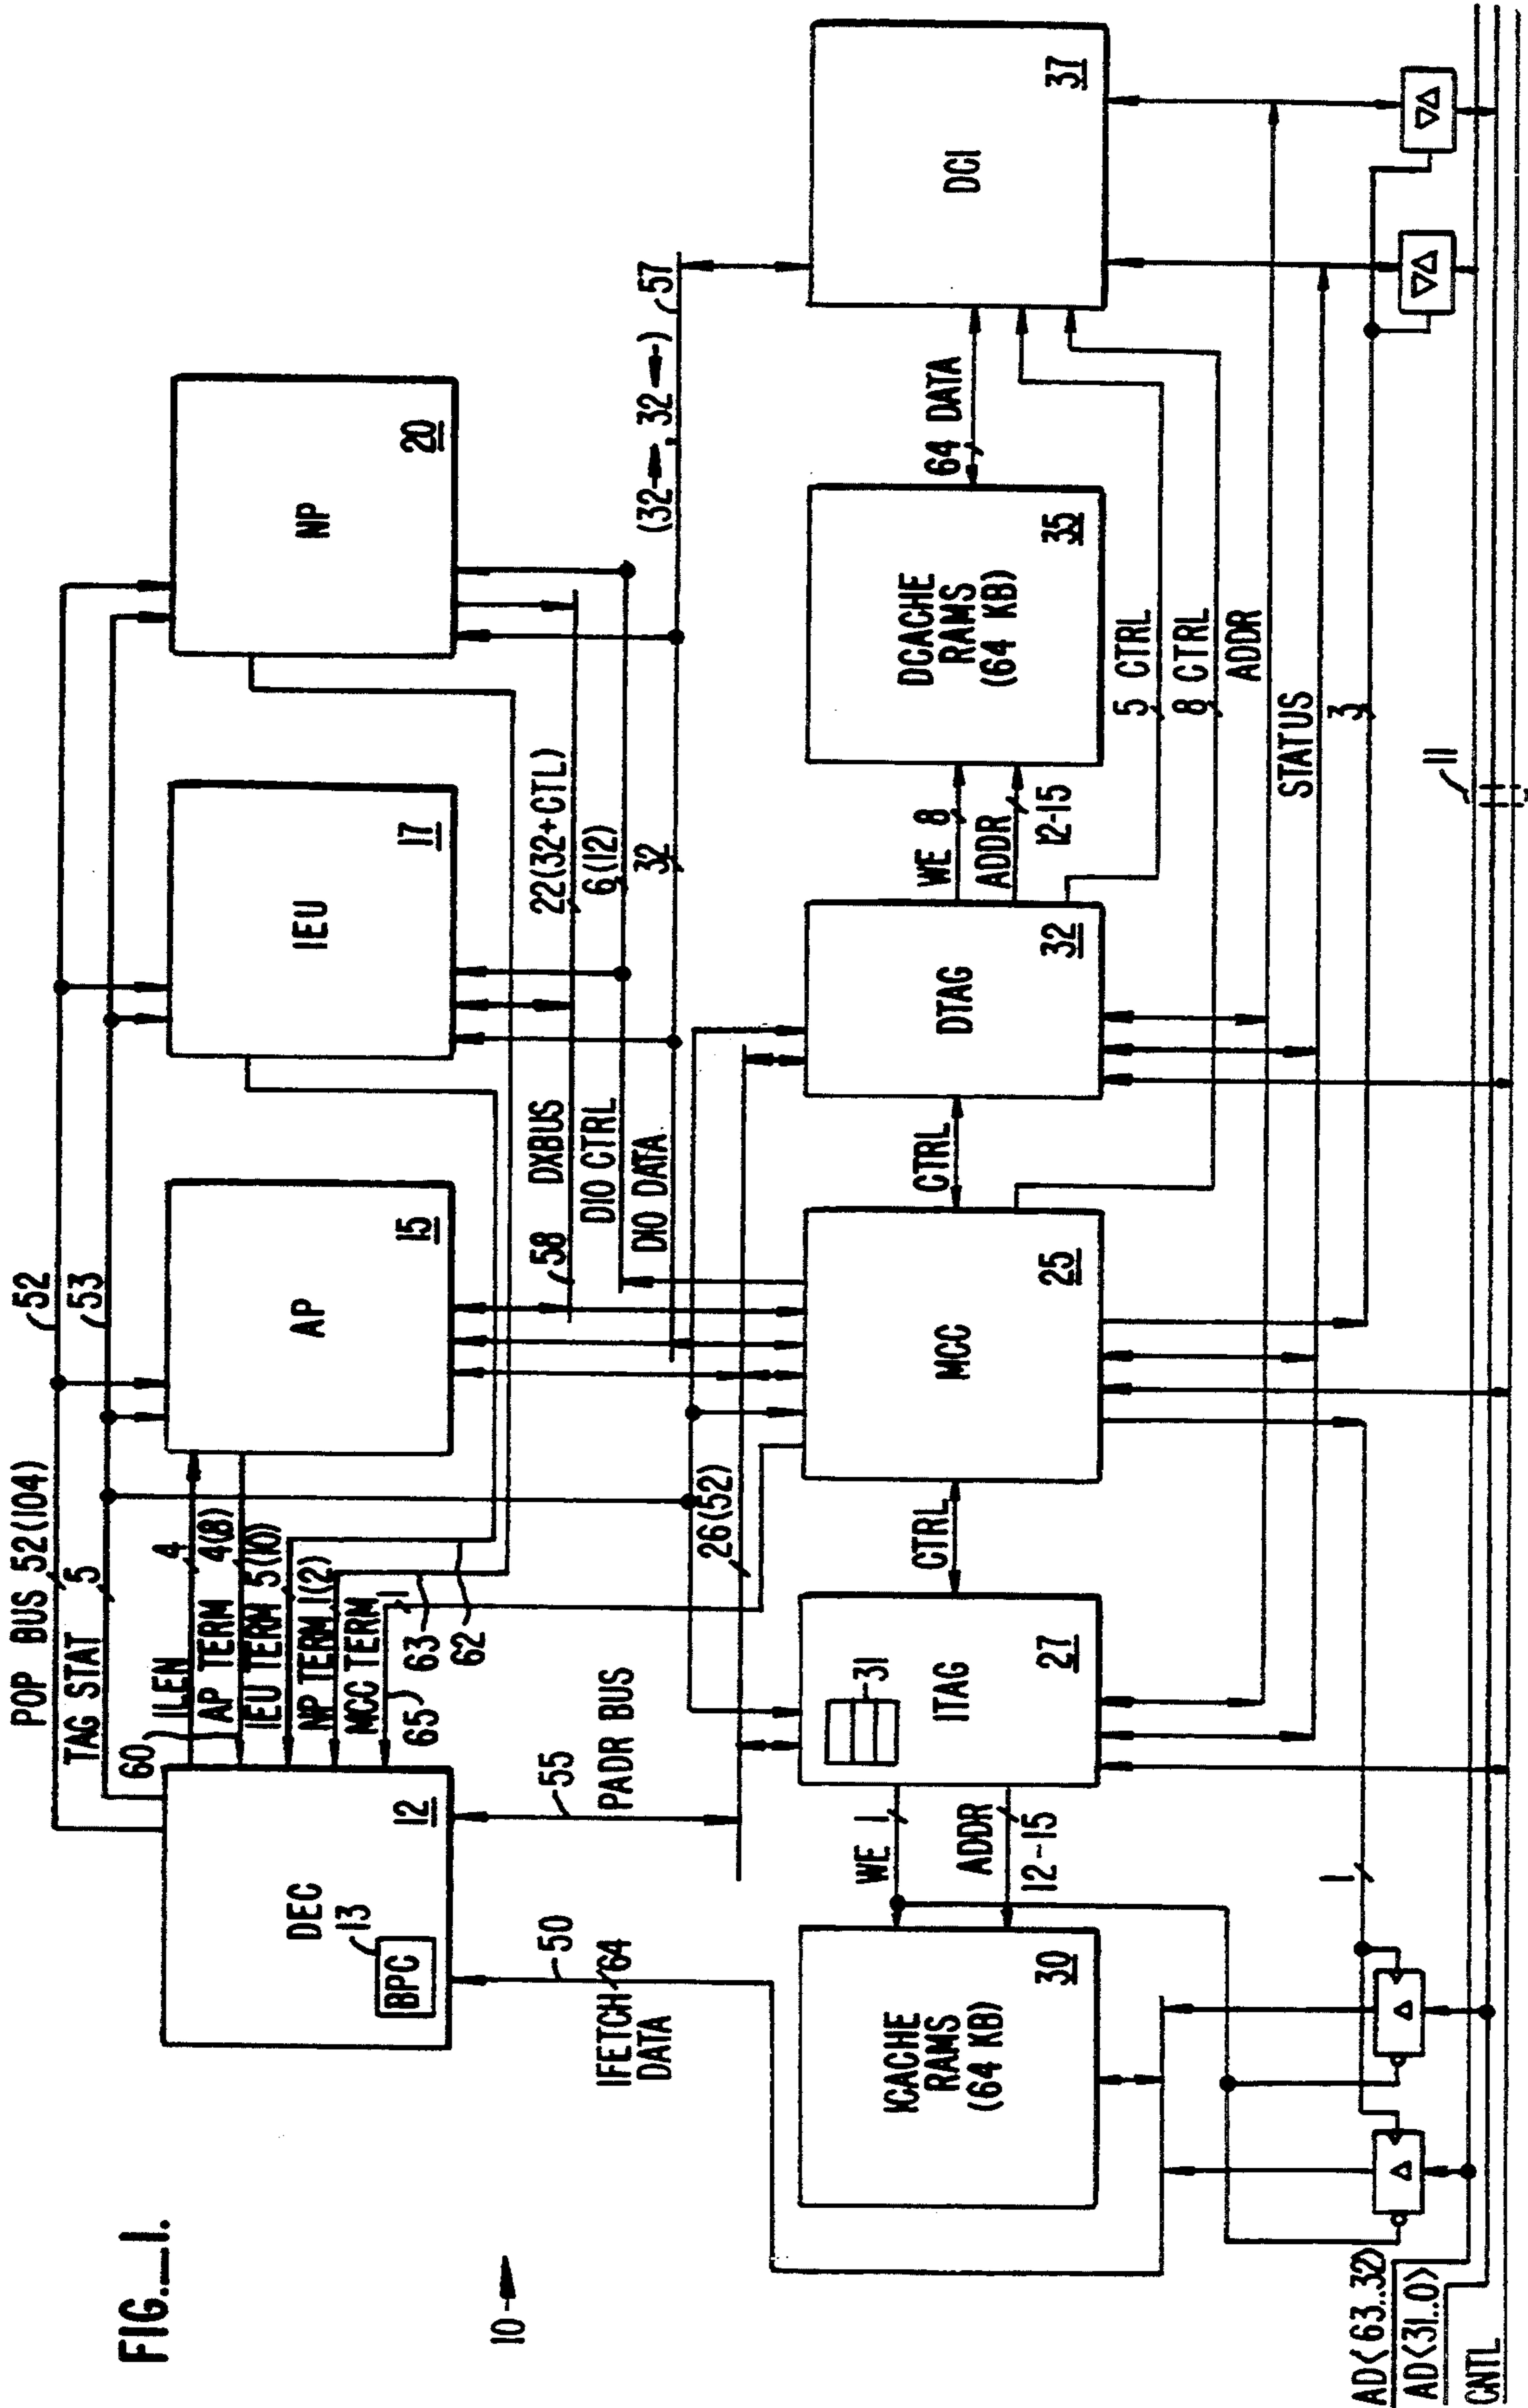 FIG._1.
10
POP BUS 52(104)
52
TAG STAT 5
53
60
ILEN 4
AP TERM 4(8)
IEU TERM 5(10)
NP TERM 1(2)
MCC TERM 1
65
63
62
DEC
13
BPC
12
AP
15
IEU
17
NP
20
50
IFETCH 64
DATA
55
PADR BUS
26(52)
58
DXBUS
22(32+CTL)
DIO CTRL
6(12)
DIO DATA
32
(32 , 32 )
57
ICACHE
RAMS
(64 KB)
30
WE 1
ADDR
12-15
31
ITAG
27
CTRL
MCC
25
CTRL
DTAG
32
WE 8
ADDR
12-15
DCACHE
RAMS
(64 KB)
35
64 DATA
DCI
37
5 CTRL
8 CTRL
ADDR
STATUS
3
1
11
AD<63..32>
AD<31..0>
CNTL